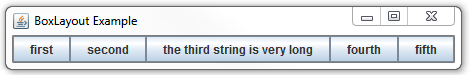 BoxLayout Example
first second the third string is very long fourth fifth